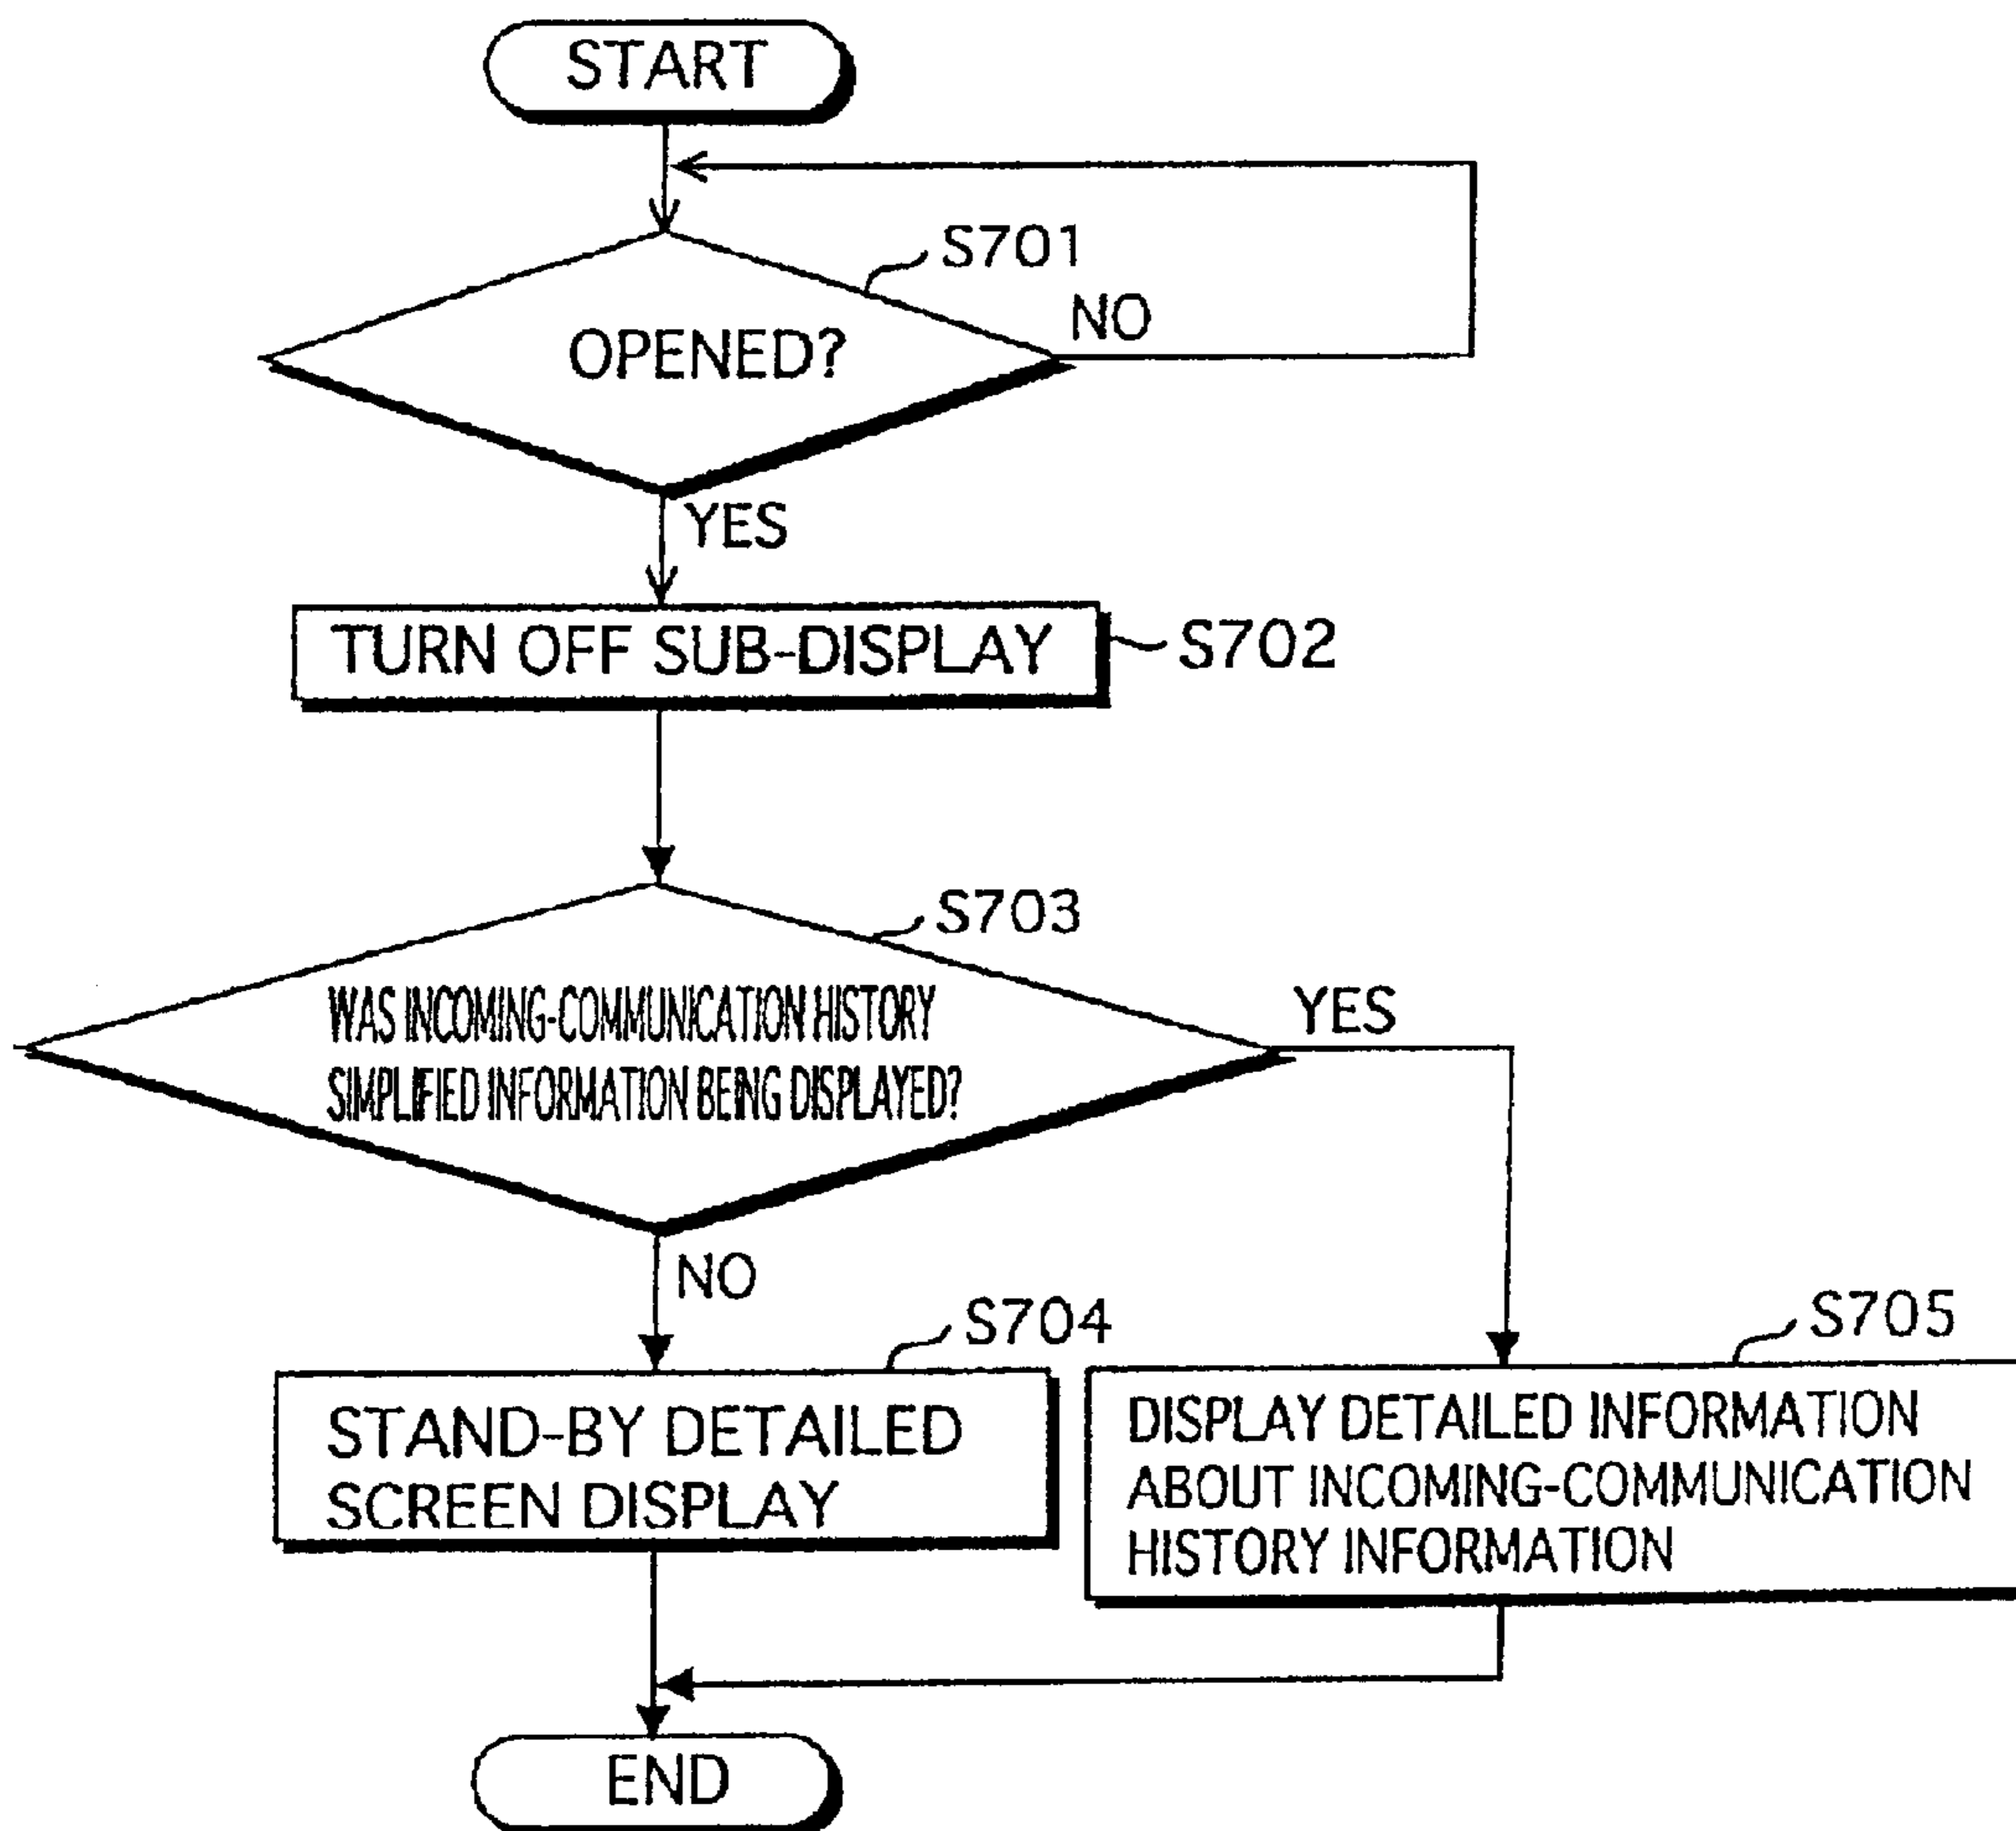 START
S701
OPENED?
NO
YES
TURN OFF SUB-DISPLAY
S702
S703
WAS INCOMING-COMMUNICATION HISTORY
SIMPLIFIED INFORMATION BEING DISPLAYED?
YES
NO
S704
STAND-BY DETAILED
SCREEN DISPLAY
S705
DISPLAY DETAILED INFORMATION
ABOUT INCOMING-COMMUNICATION
HISTORY INFORMATION
END